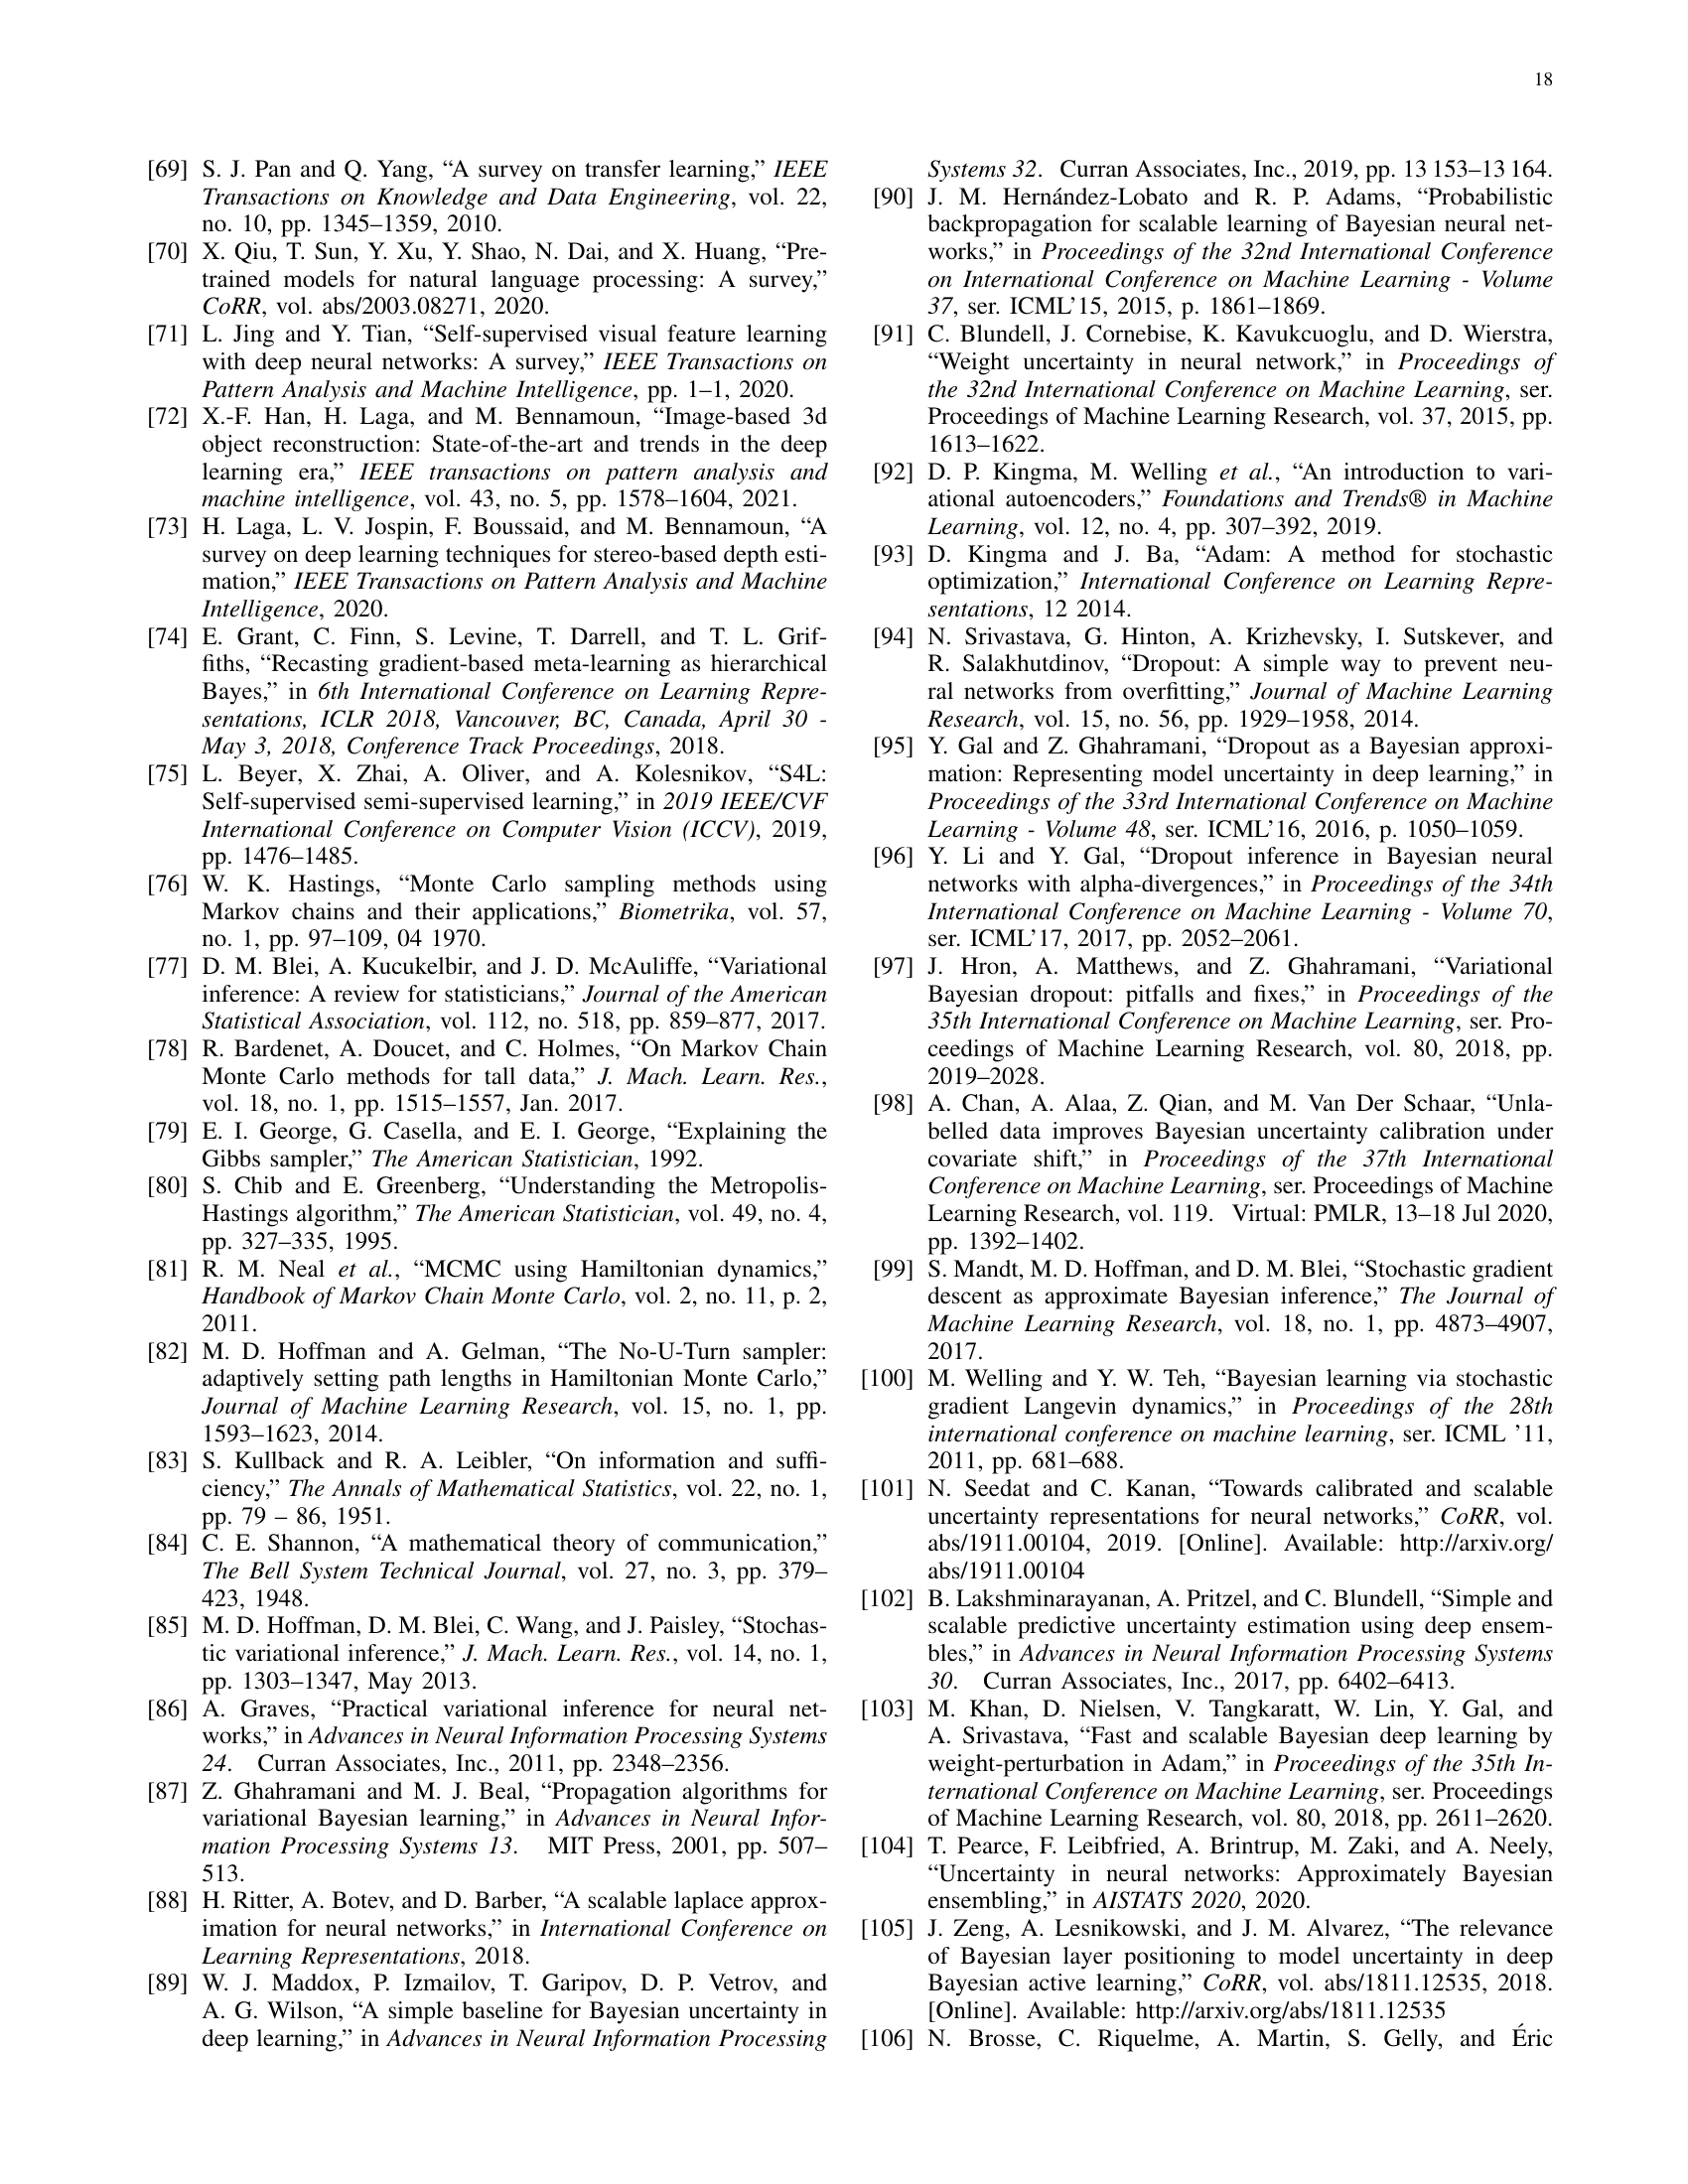 18
[69] S. J. Pan and Q. Yang, “A survey on transfer learning,” IEEE
Transactions on Knowledge and Data Engineering, vol. 22,
no. 10, pp. 1345–1359, 2010.
[70] X. Qiu, T. Sun, Y. Xu, Y. Shao, N. Dai, and X. Huang, “Pre-
trained models for natural language processing: A survey,”
CoRR, vol. abs/2003.08271, 2020.
[71] L. Jing and Y. Tian, “Self-supervised visual feature learning
with deep neural networks: A survey,” IEEE Transactions on
Pattern Analysis and Machine Intelligence, pp. 1–1, 2020.
[72] X.-F. Han, H. Laga, and M. Bennamoun, “Image-based 3d
object reconstruction: State-of-the-art and trends in the deep
learning era,” IEEE transactions on pattern analysis and
machine intelligence, vol. 43, no. 5, pp. 1578–1604, 2021.
[73] H. Laga, L. V. Jospin, F. Boussaid, and M. Bennamoun, “A
survey on deep learning techniques for stereo-based depth esti-
mation,” IEEE Transactions on Pattern Analysis and Machine
Intelligence, 2020.
[74] E. Grant, C. Finn, S. Levine, T. Darrell, and T. L. Grif-
fiths, “Recasting gradient-based meta-learning as hierarchical
Bayes,” in 6th International Conference on Learning Repre-
sentations, ICLR 2018, Vancouver, BC, Canada, April 30 -
May 3, 2018, Conference Track Proceedings, 2018.
[75] L. Beyer, X. Zhai, A. Oliver, and A. Kolesnikov, “S4L:
Self-supervised semi-supervised learning,” in 2019 IEEE/CVF
International Conference on Computer Vision (ICCV), 2019,
pp. 1476–1485.
[76] W. K. Hastings, “Monte Carlo sampling methods using
Markov chains and their applications,” Biometrika, vol. 57,
no. 1, pp. 97–109, 04 1970.
[77] D. M. Blei, A. Kucukelbir, and J. D. McAuliffe, “Variational
inference: A review for statisticians,” Journal of the American
Statistical Association, vol. 112, no. 518, pp. 859–877, 2017.
[78] R. Bardenet, A. Doucet, and C. Holmes, “On Markov Chain
Monte Carlo methods for tall data,” J. Mach. Learn. Res.,
vol. 18, no. 1, pp. 1515–1557, Jan. 2017.
[79] E. I. George, G. Casella, and E. I. George, “Explaining the
Gibbs sampler,” The American Statistician, 1992.
[80] S. Chib and E. Greenberg, “Understanding the Metropolis-
Hastings algorithm,” The American Statistician, vol. 49, no. 4,
pp. 327–335, 1995.
[81] R. M. Neal et al., “MCMC using Hamiltonian dynamics,”
Handbook of Markov Chain Monte Carlo, vol. 2, no. 11, p. 2,
2011.
[82] M. D. Hoffman and A. Gelman, “The No-U-Turn sampler:
adaptively setting path lengths in Hamiltonian Monte Carlo,”
Journal of Machine Learning Research, vol. 15, no. 1, pp.
1593–1623, 2014.
[83] S. Kullback and R. A. Leibler, “On information and suffi-
ciency,” The Annals of Mathematical Statistics, vol. 22, no. 1,
pp. 79 – 86, 1951.
[84] C. E. Shannon, “A mathematical theory of communication,”
The Bell System Technical Journal, vol. 27, no. 3, pp. 379–
423, 1948.
[85] M. D. Hoffman, D. M. Blei, C. Wang, and J. Paisley, “Stochas-
tic variational inference,” J. Mach. Learn. Res., vol. 14, no. 1,
pp. 1303–1347, May 2013.
[86] A. Graves, “Practical variational inference for neural net-
works,” in Advances in Neural Information Processing Systems
24. Curran Associates, Inc., 2011, pp. 2348–2356.
[87] Z. Ghahramani and M. J. Beal, “Propagation algorithms for
variational Bayesian learning,” in Advances in Neural Infor-
mation Processing Systems 13. MIT Press, 2001, pp. 507–
513.
[88] H. Ritter, A. Botev, and D. Barber, “A scalable laplace approx-
imation for neural networks,” in International Conference on
Learning Representations, 2018.
[89] W. J. Maddox, P. Izmailov, T. Garipov, D. P. Vetrov, and
A. G. Wilson, “A simple baseline for Bayesian uncertainty in
deep learning,” in Advances in Neural Information Processing
Systems 32. Curran Associates, Inc., 2019, pp. 13 153–13 164.
[90] J. M. Hernández-Lobato and R. P. Adams, “Probabilistic
backpropagation for scalable learning of Bayesian neural net-
works,” in Proceedings of the 32nd International Conference
on International Conference on Machine Learning - Volume
37, ser. ICML’15, 2015, p. 1861–1869.
[91] C. Blundell, J. Cornebise, K. Kavukcuoglu, and D. Wierstra,
“Weight uncertainty in neural network,” in Proceedings of
the 32nd International Conference on Machine Learning, ser.
Proceedings of Machine Learning Research, vol. 37, 2015, pp.
1613–1622.
[92] D. P. Kingma, M. Welling et al., “An introduction to vari-
ational autoencoders,” Foundations and Trends® in Machine
Learning, vol. 12, no. 4, pp. 307–392, 2019.
[93] D. Kingma and J. Ba, “Adam: A method for stochastic
optimization,” International Conference on Learning Repre-
sentations, 12 2014.
[94] N. Srivastava, G. Hinton, A. Krizhevsky, I. Sutskever, and
R. Salakhutdinov, “Dropout: A simple way to prevent neu-
ral networks from overfitting,” Journal of Machine Learning
Research, vol. 15, no. 56, pp. 1929–1958, 2014.
[95] Y. Gal and Z. Ghahramani, “Dropout as a Bayesian approxi-
mation: Representing model uncertainty in deep learning,” in
Proceedings of the 33rd International Conference on Machine
Learning - Volume 48, ser. ICML’16, 2016, p. 1050–1059.
[96] Y. Li and Y. Gal, “Dropout inference in Bayesian neural
networks with alpha-divergences,” in Proceedings of the 34th
International Conference on Machine Learning - Volume 70,
ser. ICML’17, 2017, pp. 2052–2061.
[97] J. Hron, A. Matthews, and Z. Ghahramani, “Variational
Bayesian dropout: pitfalls and fixes,” in Proceedings of the
35th International Conference on Machine Learning, ser. Pro-
ceedings of Machine Learning Research, vol. 80, 2018, pp.
2019–2028.
[98] A. Chan, A. Alaa, Z. Qian, and M. Van Der Schaar, “Unla-
belled data improves Bayesian uncertainty calibration under
covariate shift,” in Proceedings of the 37th International
Conference on Machine Learning, ser. Proceedings of Machine
Learning Research, vol. 119. Virtual: PMLR, 13–18 Jul 2020,
pp. 1392–1402.
[99] S. Mandt, M. D. Hoffman, and D. M. Blei, “Stochastic gradient
descent as approximate Bayesian inference,” The Journal of
Machine Learning Research, vol. 18, no. 1, pp. 4873–4907,
2017.
[100] M. Welling and Y. W. Teh, “Bayesian learning via stochastic
gradient Langevin dynamics,” in Proceedings of the 28th
international conference on machine learning, ser. ICML ’11,
2011, pp. 681–688.
[101] N. Seedat and C. Kanan, “Towards calibrated and scalable
uncertainty representations for neural networks,” CoRR, vol.
abs/1911.00104, 2019. [Online]. Available: http://arxiv.org/
abs/1911.00104
[102] B. Lakshminarayanan, A. Pritzel, and C. Blundell, “Simple and
scalable predictive uncertainty estimation using deep ensem-
bles,” in Advances in Neural Information Processing Systems
30. Curran Associates, Inc., 2017, pp. 6402–6413.
[103] M. Khan, D. Nielsen, V. Tangkaratt, W. Lin, Y. Gal, and
A. Srivastava, “Fast and scalable Bayesian deep learning by
weight-perturbation in Adam,” in Proceedings of the 35th In-
ternational Conference on Machine Learning, ser. Proceedings
of Machine Learning Research, vol. 80, 2018, pp. 2611–2620.
[104] T. Pearce, F. Leibfried, A. Brintrup, M. Zaki, and A. Neely,
“Uncertainty in neural networks: Approximately Bayesian
ensembling,” in AISTATS 2020, 2020.
[105] J. Zeng, A. Lesnikowski, and J. M. Alvarez, “The relevance
of Bayesian layer positioning to model uncertainty in deep
Bayesian active learning,” CoRR, vol. abs/1811.12535, 2018.
[Online]. Available: http://arxiv.org/abs/1811.12535
[106] N. Brosse, C. Riquelme, A. Martin, S. Gelly, and Éric